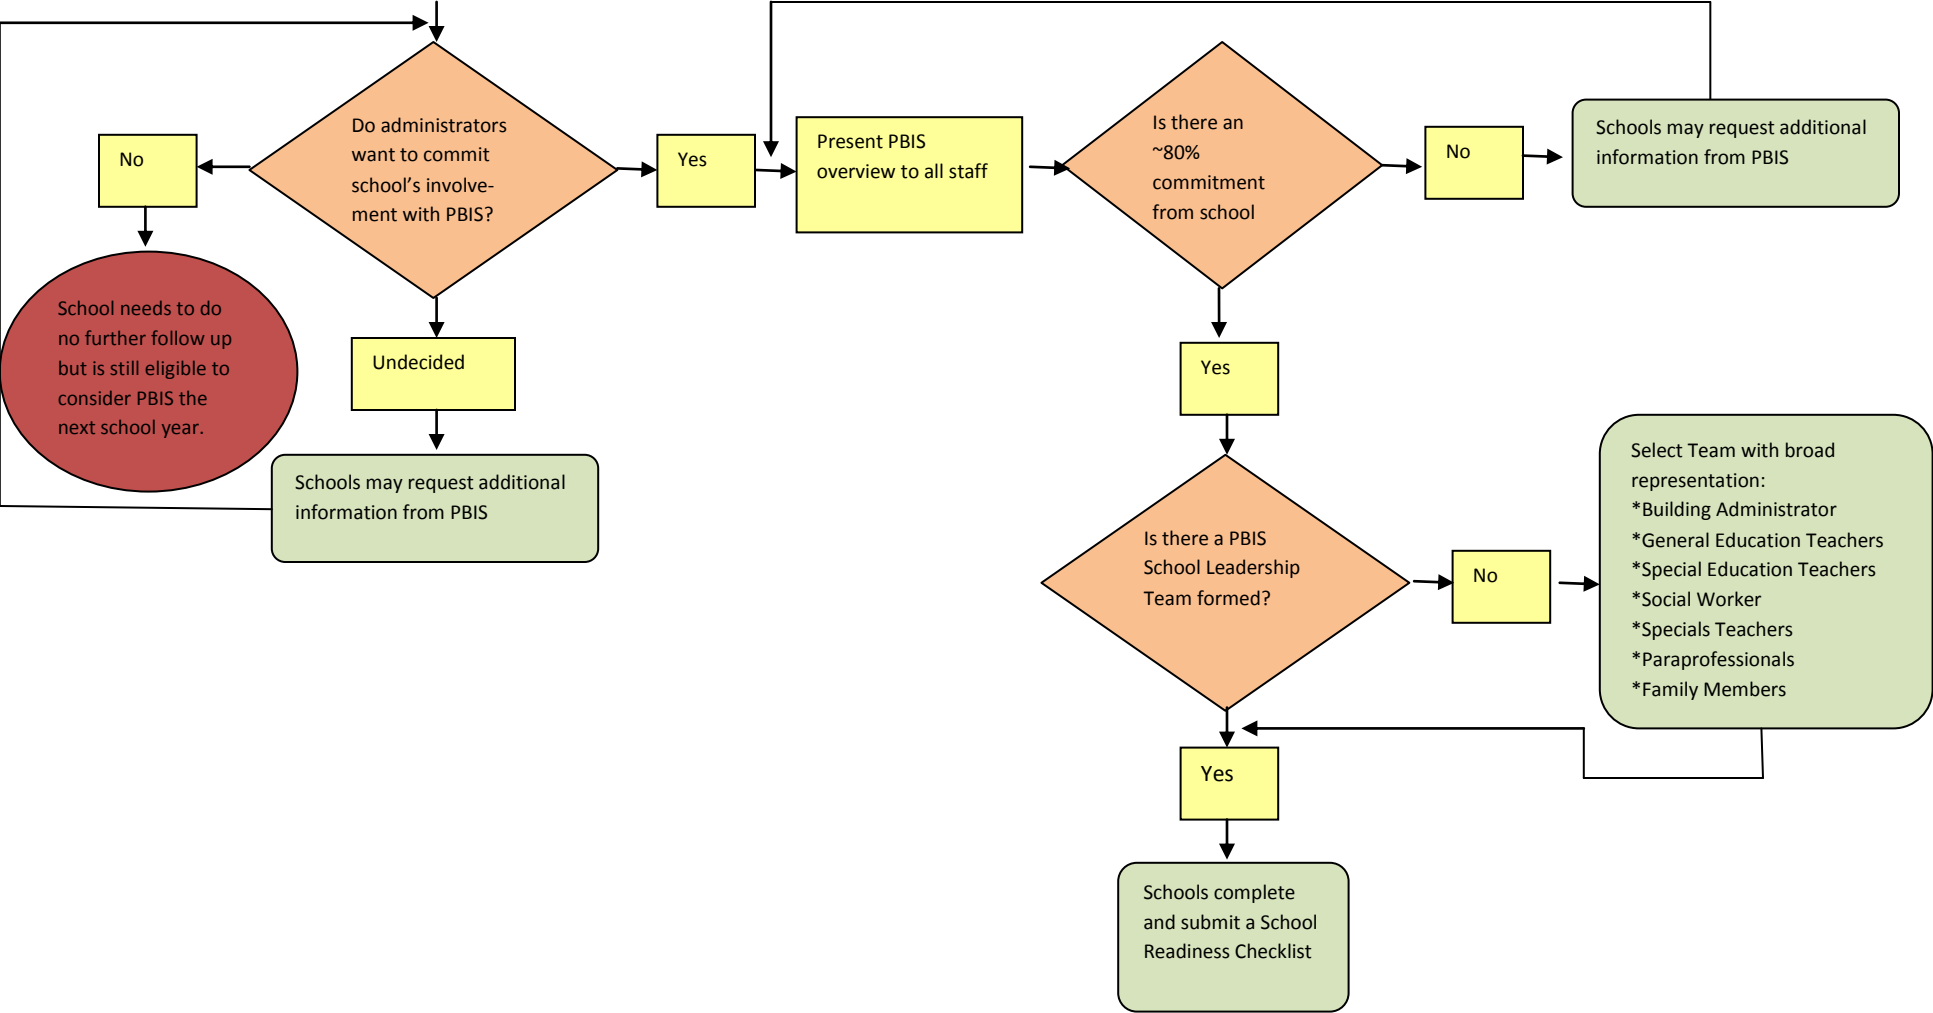 Do administrators
want to commit
school’s involve-
ment with PBIS?
No
School needs to do
no further follow up
but is still eligible to
consider PBIS the
next school year.
Undecided
Schools may request additional
information from PBIS
Yes
Present PBIS
overview to all staff
Is there an
~80%
commitment
from school
No
Schools may request additional
information from PBIS
Yes
Is there a PBIS
School Leadership
Team formed?
No
Select Team with broad
representation:
*Building Administrator
*General Education Teachers
*Special Education Teachers
*Social Worker
*Specials Teachers
*Paraprofessionals
*Family Members
Yes
Schools complete
and submit a School
Readiness Checklist